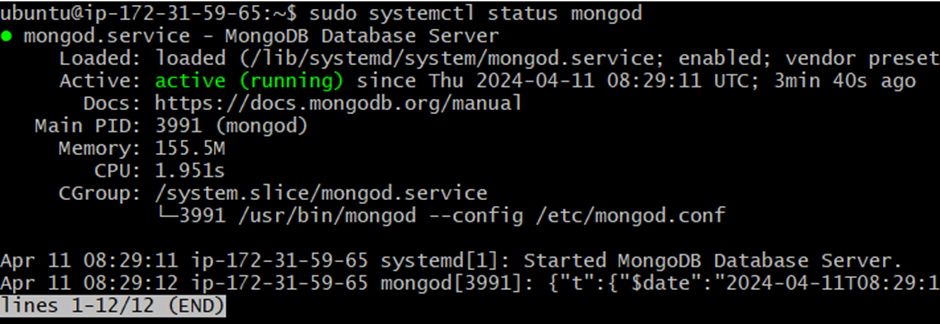 ubuntu@ip-172-31-59-65:~$ sudo systemctl status mongod
● mongod.service - MongoDB Database Server
Loaded: loaded (/lib/systemd/system/mongod.service; enabled; vendor preset
Active: active (running) since Thu 2024-04-11 08:29:11 UTC; 3min 40s ago
Docs: https://docs.mongodb.org/manual
Main PID: 3991 (mongod)
Memory: 155.5M
CPU: 1.951s
CGroup: /system.slice/mongod.service
└─3991 /usr/bin/mongod --config /etc/mongod.conf
Apr 11 08:29:11 ip-172-31-59-65 systemd[1]: Started MongoDB Database Server.
Apr 11 08:29:12 ip-172-31-59-65 mongod[3991]: {"t":{"$date":"2024-04-11T08:29:1
lines 1-12/12 (END)